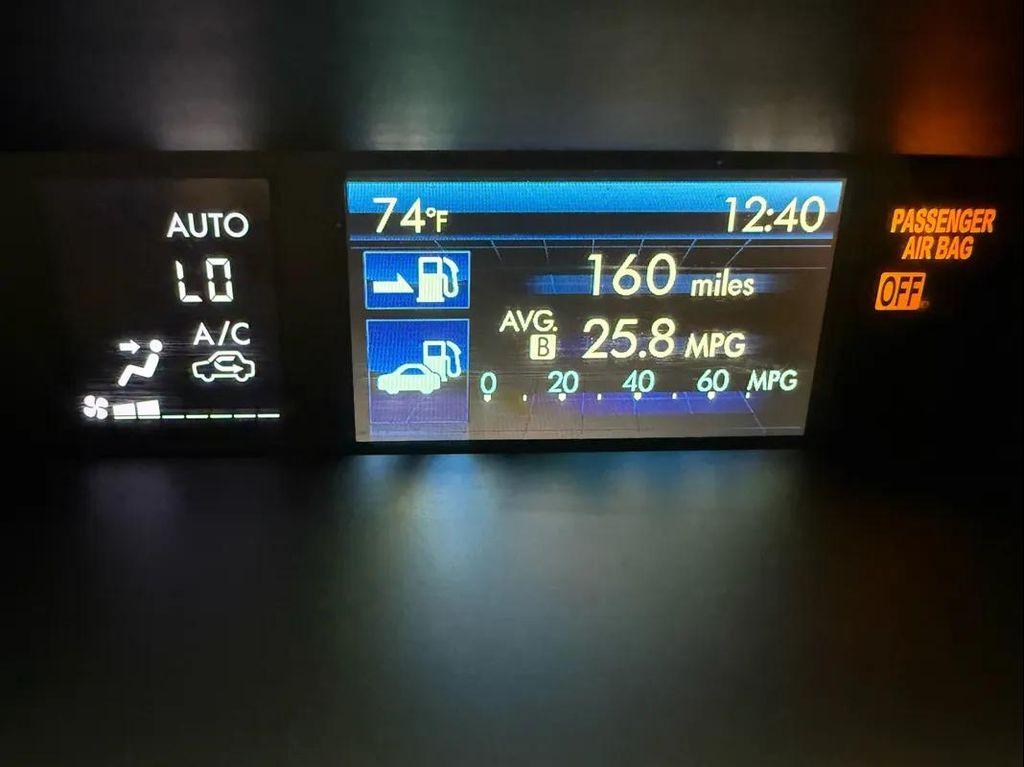 AUTO
LO
A/C
74°F 12:40
160 miles
AVG. B 25.8 MPG
0 20 40 60 MPG
PASSENGER
AIR BAG
OFF